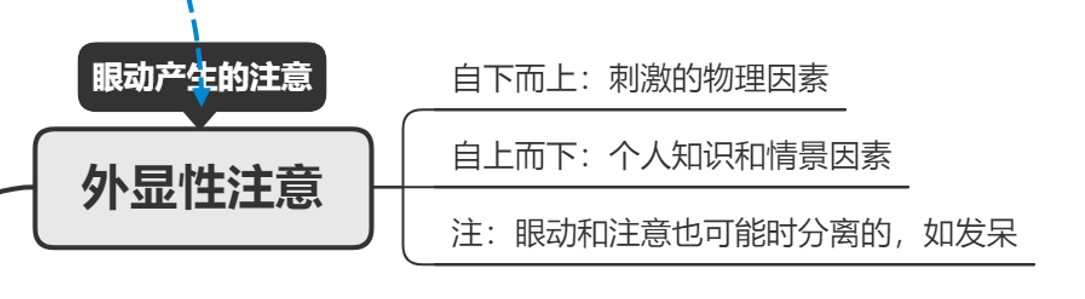 眼动产生的注意
外显性注意
自下而上：刺激的物理因素
自上而下：个人知识和情景因素
注：眼动和注意也可能时分离的，如发呆